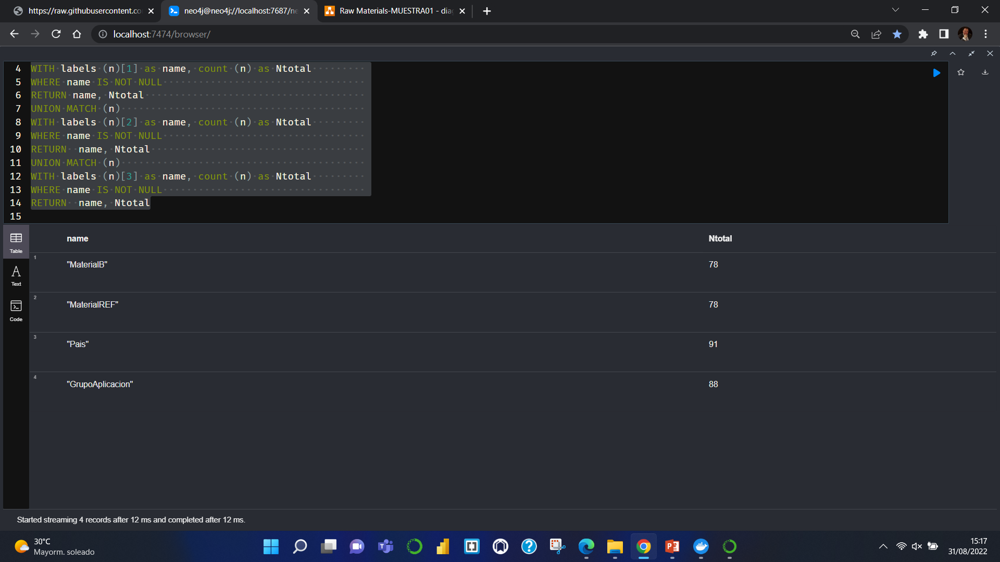 https://raw.githubusercontent.co
neo4j@neo4j://localhost:7687/ne
Raw Materials-MUESTRA01 - diag
localhost:7474/browser/
4 WITH labels (n)[1] as name, count (n) as Ntotal
5 WHERE name IS NOT NULL
6 RETURN name, Ntotal
7 UNION MATCH (n)
8 WITH labels (n)[2] as name, count (n) as Ntotal
9 WHERE name IS NOT NULL
10 RETURN  name, Ntotal
11 UNION MATCH (n)
12 WITH labels (n)[3] as name, count (n) as Ntotal
13 WHERE name IS NOT NULL
14 RETURN  name, Ntotal
15
Table
Text
Code
name Ntotal
1 "MaterialB" 78
2 "MaterialREF" 78
3 "Pais" 91
4 "GrupoAplicacion" 88
Started streaming 4 records after 12 ms and completed after 12 ms.
30°C
Mayorm. soleado
15:17
31/08/2022